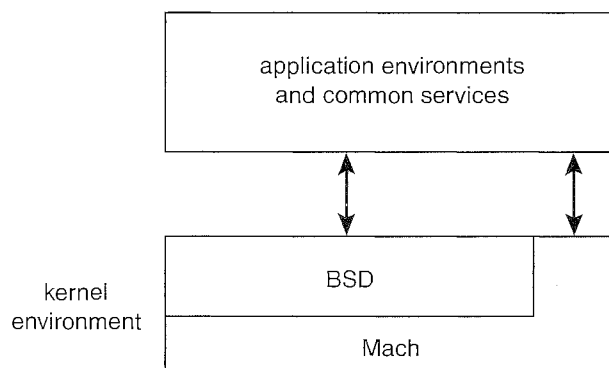 application environments
and common services
BSD
kernel
environment
Mach